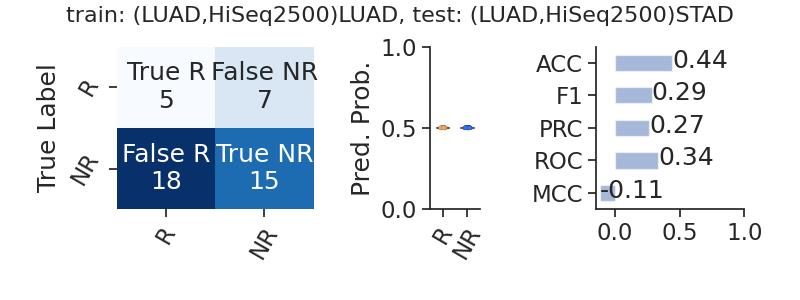 train: (LUAD,HiSeq2500)LUAD, test: (LUAD,HiSeq2500)STAD
True Label
R
NR
True R
5
False NR
7
False R
18
True NR
15
R
NR
Pred. Prob.
1.0
0.5
0.0
R
NR
ACC
0.44
F1
0.29
PRC
0.27
ROC
0.34
MCC
-0.11
0.0
0.5
1.0